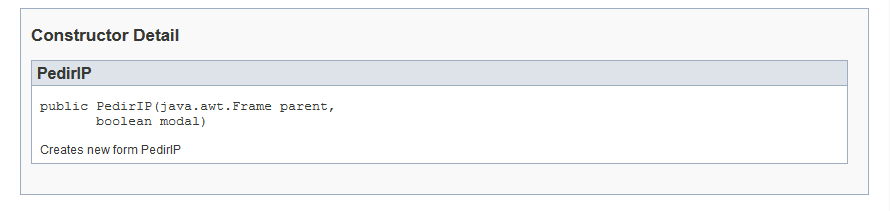 Constructor Detail
PedirIP
public PedirIP(java.awt.Frame parent,
boolean modal)
Creates new form PedirIP